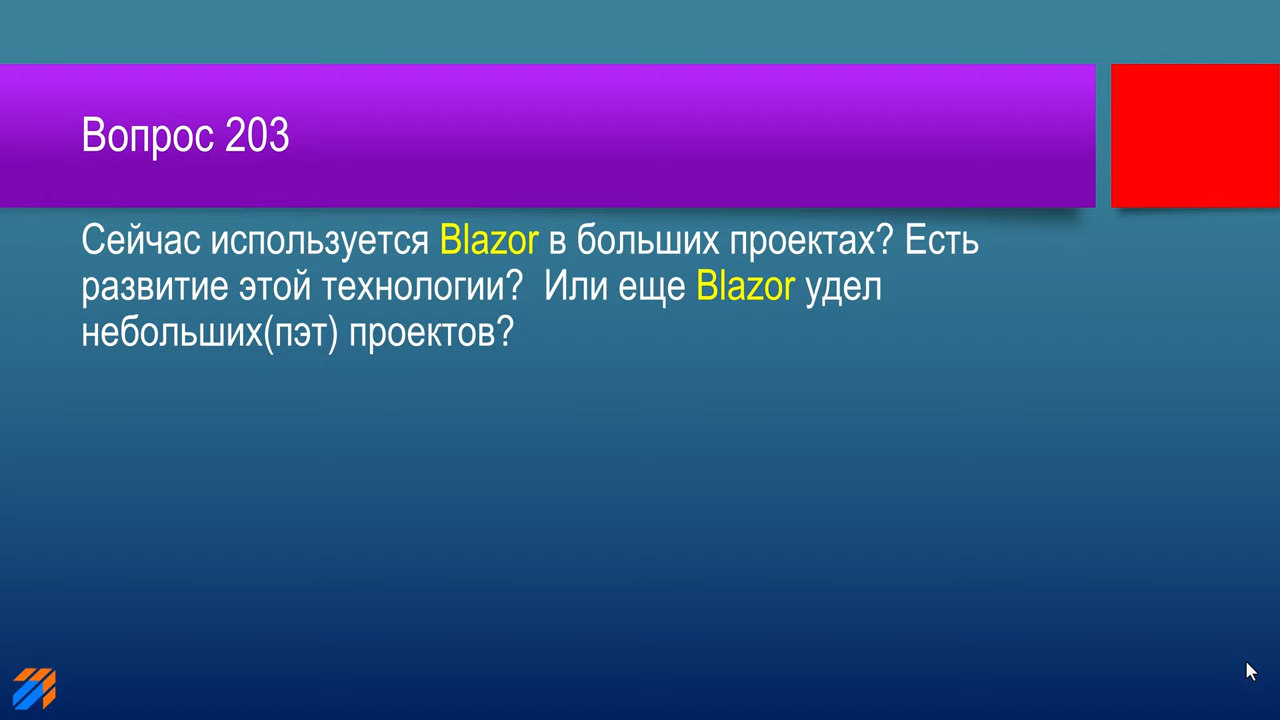 Вопрос 203
Сейчас используется Blazor в больших проектах? Есть
развитие этой технологии?  Или еще Blazor удел
небольших(пэт) проектов?